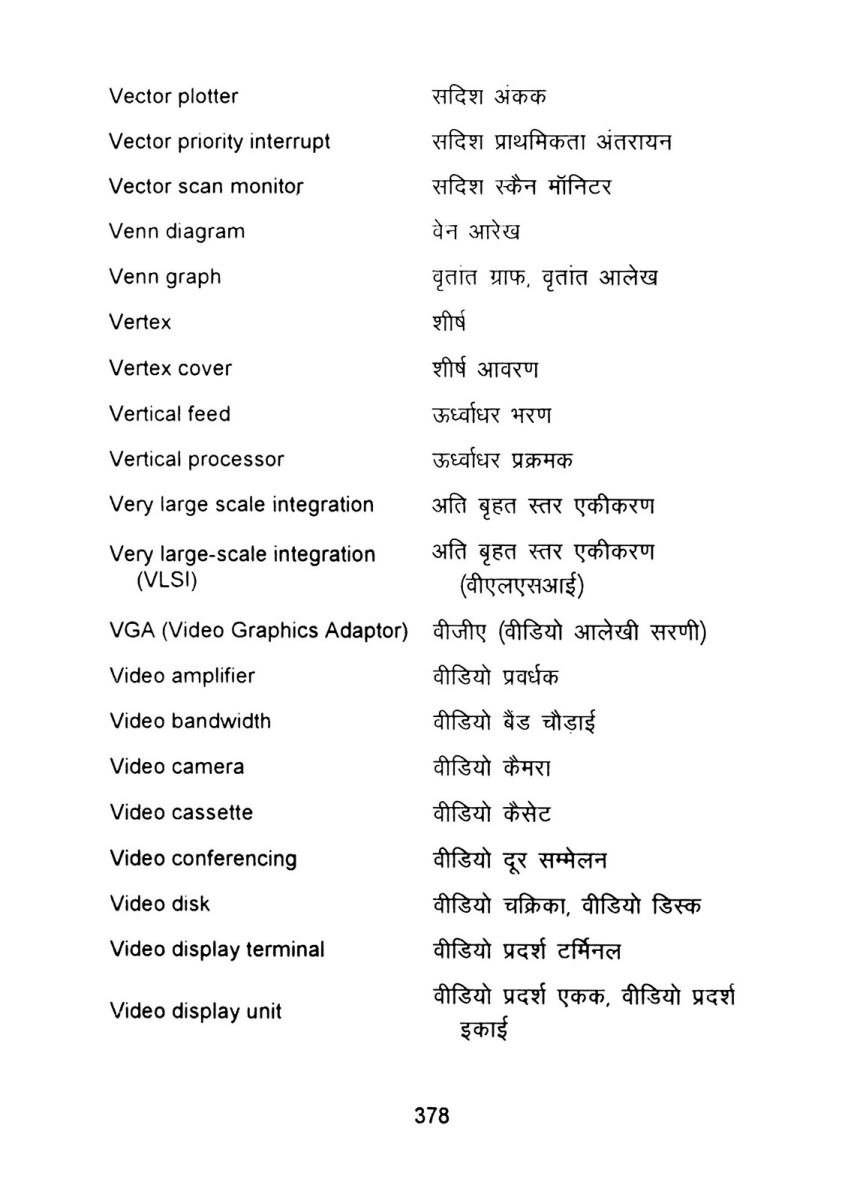 Vector plotter सदिश अंकक
Vector priority interrupt सदिश प्राथमिकता अंतरायन
Vector scan monitor सदिश स्कैन मॉनिटर
Venn diagram वेन आरेख
Venn graph वृतांत ग्राफ, वृतांत आलेख
Vertex शीर्ष
Vertex cover शीर्ष आवरण
Vertical feed ऊर्ध्वाधर भरण
Vertical processor ऊर्ध्वाधर प्रक्रमक
Very large scale integration अति बृहत स्तर एकीकरण
Very large-scale integration अति बृहत स्तर एकीकरण
(VLSI) (वीएलएसआई)
VGA (Video Graphics Adaptor) वीजीए (वीडियो आलेखी सरणी)
Video amplifier वीडियो प्रवर्धक
Video bandwidth वीडियो बैंड चौड़ाई
Video camera वीडियो कैमरा
Video cassette वीडियो कैसेट
Video conferencing वीडियो दूर सम्मेलन
Video disk वीडियो चक्रिका, वीडियो डिस्क
Video display terminal वीडियो प्रदर्श टर्मिनल
Video display unit वीडियो प्रदर्श एकक, वीडियो प्रदर्श
इकाई
378